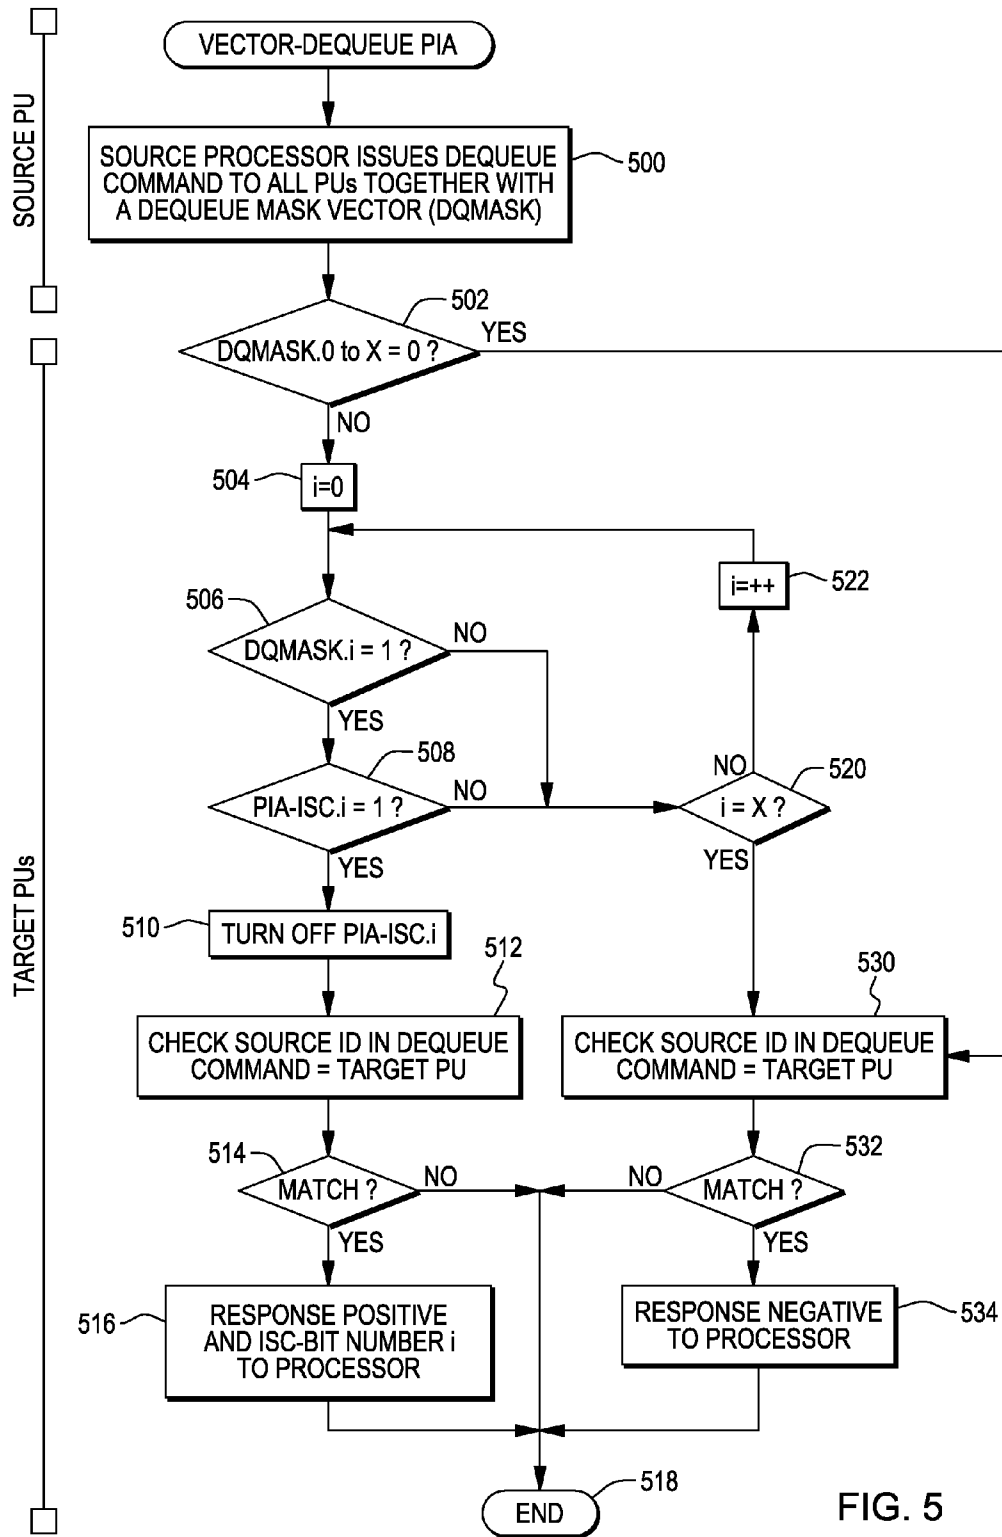 VECTOR-DEQUEUE PIA
SOURCE PU
SOURCE PROCESSOR ISSUES DEQUEUE
COMMAND TO ALL PUs TOGETHER WITH
A DEQUEUE MASK VECTOR (DQMASK)
500
502
DQMASK.0 to X = 0 ?
YES
NO
504
i=0
TARGET PUs
522
i=++
506
DQMASK.i = 1 ?
NO
YES
508
PIA-ISC.i = 1 ?
NO
YES
520
i = X ?
NO
YES
510
TURN OFF PIA-ISC.i
512
CHECK SOURCE ID IN DEQUEUE
COMMAND = TARGET PU
530
CHECK SOURCE ID IN DEQUEUE
COMMAND = TARGET PU
514
MATCH ?
NO
YES
532
MATCH ?
NO
YES
516
RESPONSE POSITIVE
AND ISC-BIT NUMBER i
TO PROCESSOR
RESPONSE NEGATIVE
TO PROCESSOR
534
518
END
FIG. 5